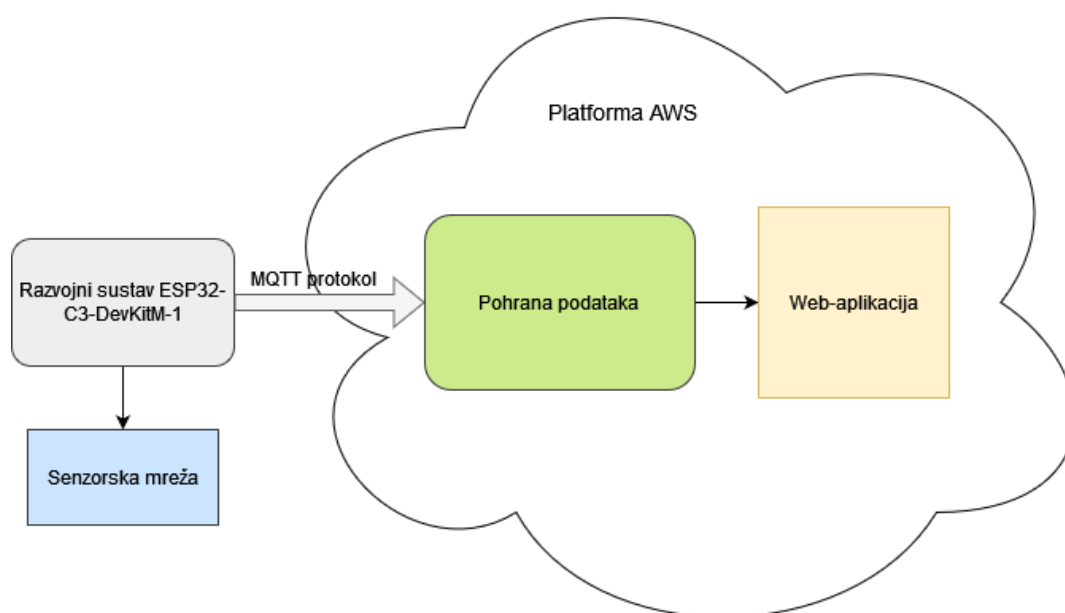 Platforma AWS
Razvojni sustav ESP32-
C3-DevKitM-1
MQTT protokol
Pohrana podataka
Web-aplikacija
Senzorska mreža